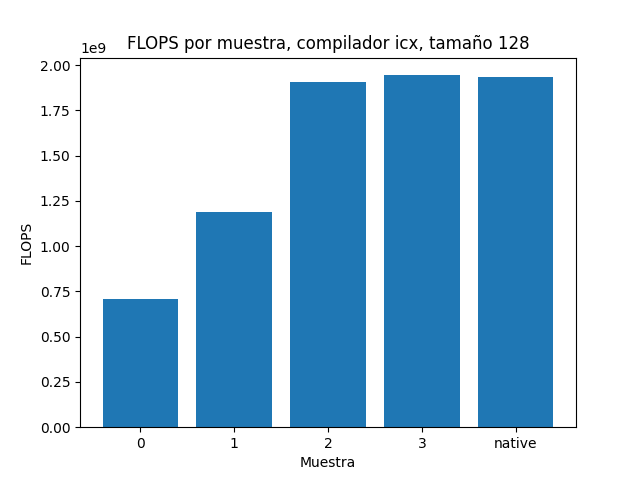 FLOPS por muestra, compilador icx, tamaño 128
1e9
2.00
1.75
1.50
1.25
1.00
0.75
0.50
0.25
0.00
FLOPS
0 1 2 3 native
Muestra